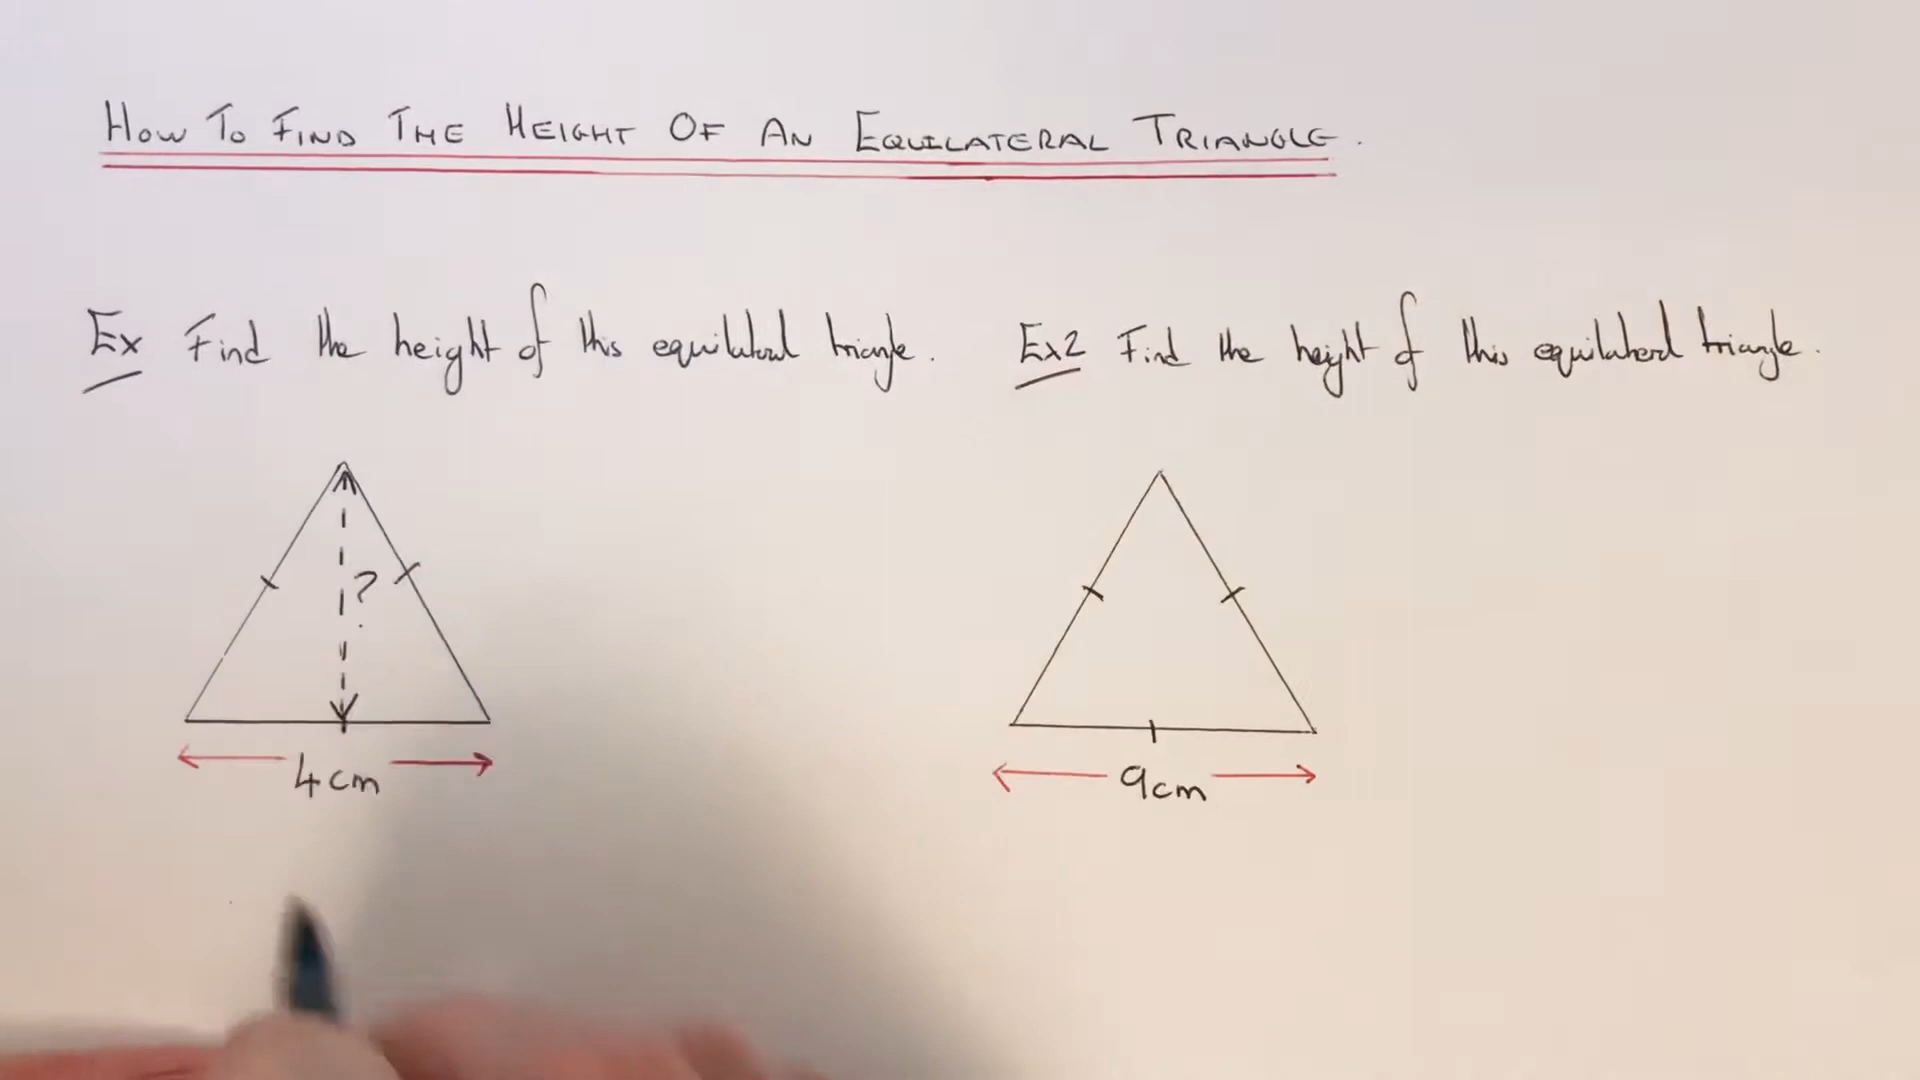 HOW TO FIND THE HEIGHT OF AN EQUILATERAL TRIANGLE.
Ex Find the height of this equilateral triangle.
Ex2 Find the height of this equilateral triangle.
?
4cm
9cm